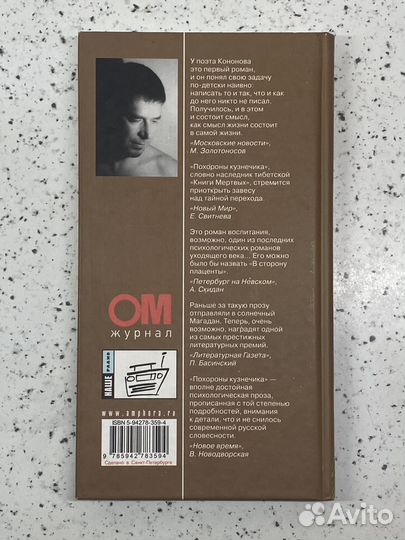 У поэта Кононова
это первый роман,
и он понял свою задачу
по-детски наивно:
написать то и так, что и как
до него никто не писал.
Получилось, и в этом
и состоит смысл,
как смысл жизни состоит
в самой жизни.
«Московские новости»,
М. Золотоносов
«Похороны кузнечика»,
словно наследник тибетской
«Книги Мертвых», стремится
приоткрыть завесу
над тайной перехода.
«Новый Мир»,
Е. Свитнева
Это роман воспитания,
возможно, один из последних
психологических романов
уходящего века... Его можно
было бы назвать «В сторону
плаценты».
«Петербург на Невском»,
А. Скидан
Раньше за такую прозу
отправляли в солнечный
Магадан. Теперь, очень
возможно, наградят одной
из самых престижных
литературных премий.
«Литературная Газета»,
П. Басинский
«Похороны кузнечика» —
вполне достойная
психологическая проза,
прописанная с той степенью
подробностей, внимания
к детали, что и не снилось
современной русской
словесности.
«Новое время»,
В. Новодворская
ОМ
журнал
НАШЕ РАДИО
www.amphora.ru
ISBN 5-94278-359-4
9 785942 783594
Сделано в Санкт-Петербурге
Avito